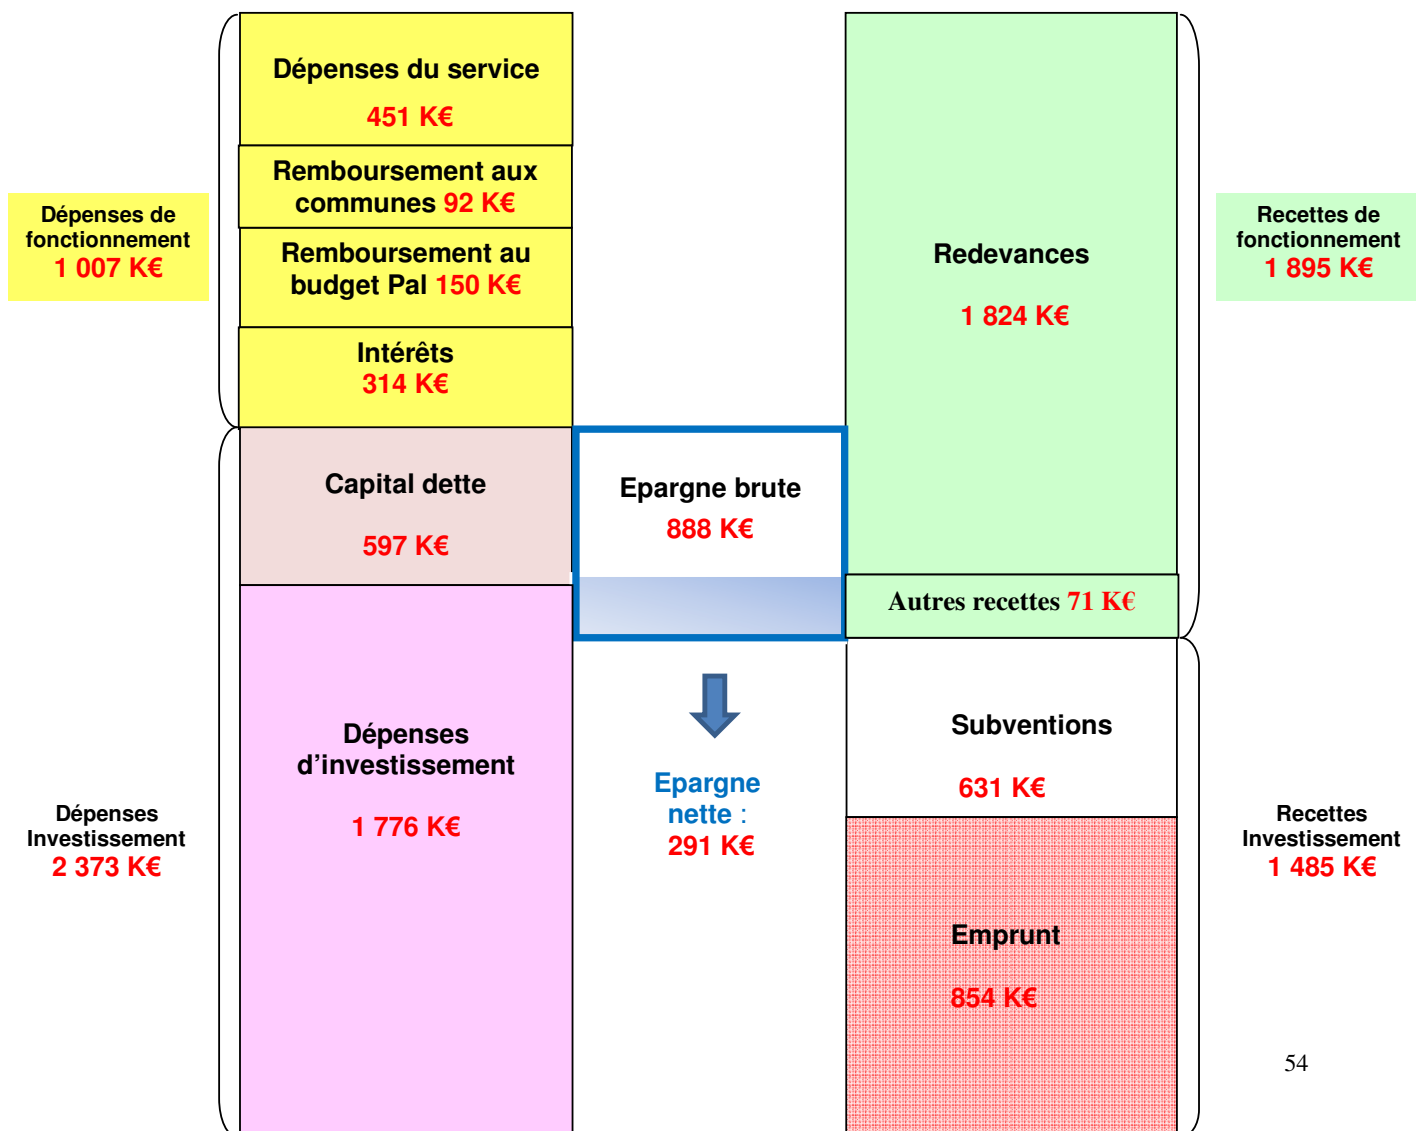 Dépenses du service
451 K€
Remboursement aux
communes 92 K€
Remboursement au
budget Pal 150 K€
Intérêts
314 K€
Dépenses de
fonctionnement
1 007 K€
Redevances
1 824 K€
Recettes de
fonctionnement
1 895 K€
Capital dette
597 K€
Epargne brute
888 K€
Autres recettes 71 K€
Dépenses
d’investissement
1 776 K€
Epargne
nette :
291 K€
Subventions
631 K€
Emprunt
854 K€
Dépenses
Investissement
2 373 K€
Recettes
Investissement
1 485 K€
54